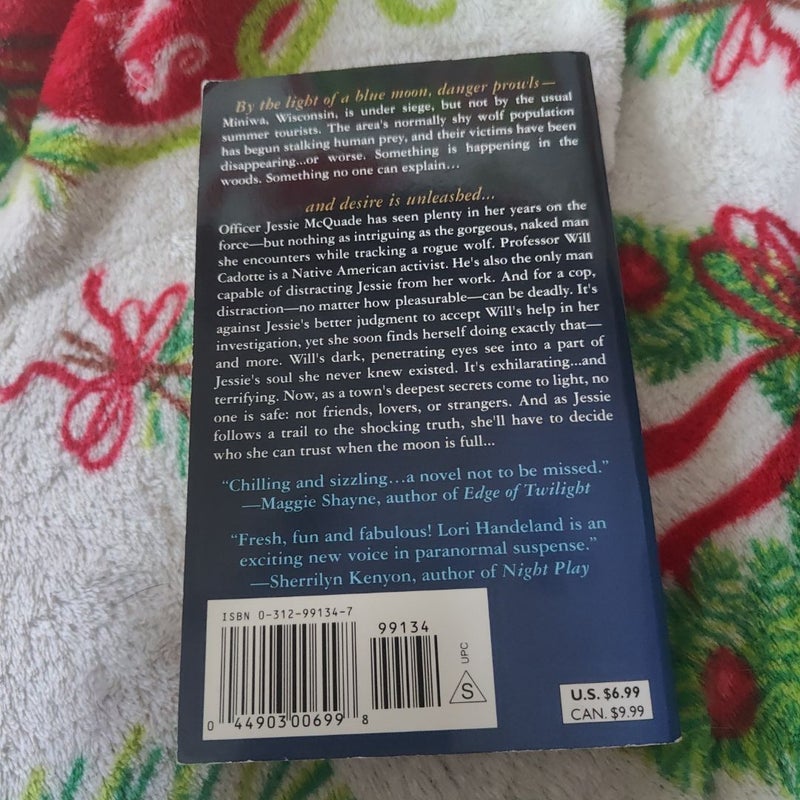 By the light of a blue moon, danger prowls—
Miniwa, Wisconsin, is under siege, but not by the usual
summer tourists. The area's normally shy wolf population
has begun stalking human prey, and their victims have been
disappearing...or worse. Something is happening in the
woods. Something no one can explain...
and desire is unleashed...
Officer Jessie McQuade has seen plenty in her years on the
force—but nothing as intriguing as the gorgeous, naked man
she encounters while tracking a rogue wolf. Professor Will
Cadotte is a Native American activist. He's also the only man
capable of distracting Jessie from her work. And for a cop,
distraction—no matter how pleasurable—can be deadly. It's
against Jessie's better judgment to accept Will's help in her
investigation, yet she soon finds herself doing exactly that—
and more. Will's dark, penetrating eyes see into a part of
Jessie's soul she never knew existed. It's exhilarating...and
terrifying. Now, as a town's deepest secrets come to light, no
one is safe: not friends, lovers, or strangers. And as Jessie
follows a trail to the shocking truth, she'll have to decide
who she can trust when the moon is full...
"Chilling and sizzling...a novel not to be missed."
—Maggie Shayne, author of Edge of Twilight
"Fresh, fun and fabulous! Lori Handeland is an
exciting new voice in paranormal suspense."
—Sherrilyn Kenyon, author of Night Play
ISBN 0-312-99134-7
99134
UPC
S
0 44903 00699 8
U.S. $6.99
CAN. $9.99